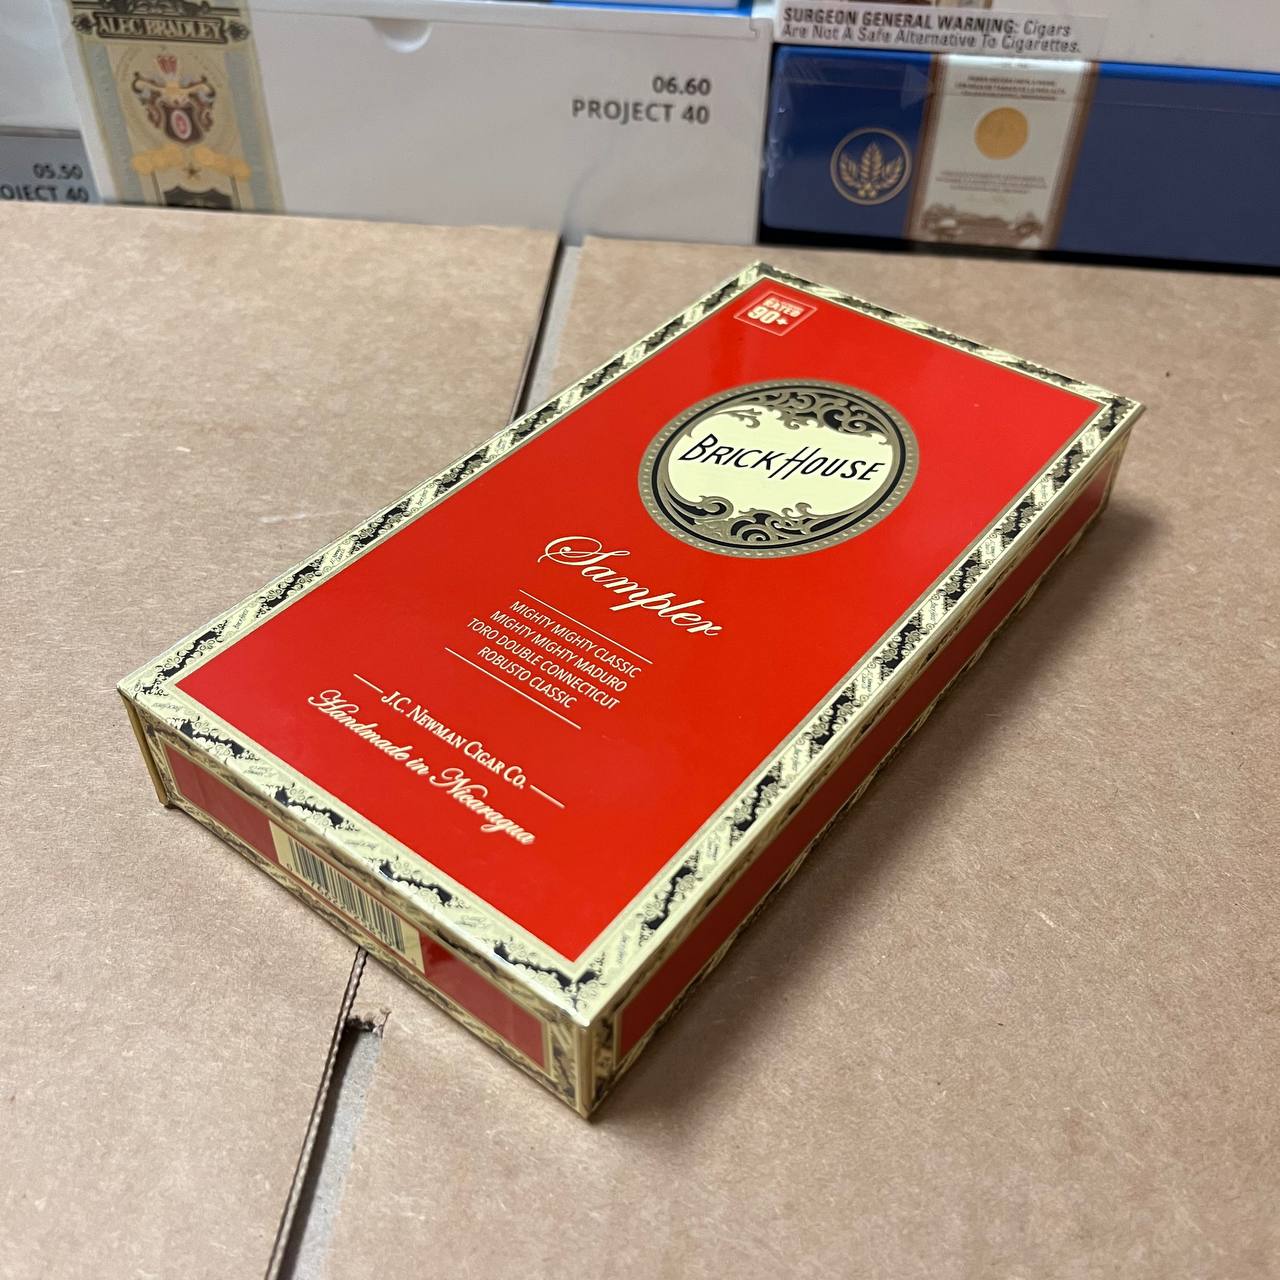 ALEC BRADLEY
06.60
PROJECT 40
05.50
OJECT 40
SURGEON GENERAL WARNING: Cigars
Are Not A Safe Alternative To Cigarettes.
RATED
90+
BRICKHOUSE
Sampler
MIGHTY MIGHTY CLASSIC
MIGHTY MIGHTY MADURO
TORO DOUBLE CONNECTICUT
ROBUSTO CLASSIC
J.C. NEWMAN CIGAR CO.
Handmade in Nicaragua